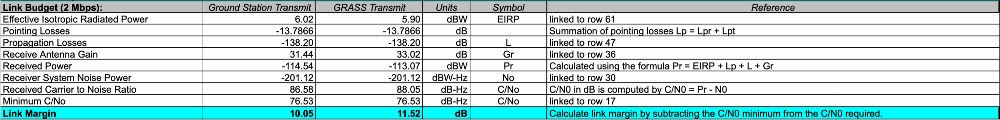 Link Budget (2 Mbps): Ground Station Transmit GRASS Transmit Units Symbol Reference
Effective Isotropic Radiated Power 6.02 5.90 dBW EIRP linked to row 61
Pointing Losses -13.7866 -13.7866 dB Summation of pointing losses Lp = Lpr + Lpt
Propagation Losses -138.20 -138.20 dB L linked to row 47
Receive Antenna Gain 31.44 33.02 dB Gr linked to row 36
Received Power -114.54 -113.07 dBW Pr Calculated using the formula Pr = EIRP + Lp + L + Gr
Receiver System Noise Power -201.12 -201.12 dBW-Hz No linked to row 30
Received Carrier to Noise Ratio 86.58 88.05 dB-Hz C/No C/N0 in dB is computed by C/N0 = Pr - N0
Minimum C/No 76.53 76.53 dB-Hz C/No linked to row 17
Link Margin 10.05 11.52 dB Calculate link margin by subtracting the C/N0 minimum from the C/N0 required.